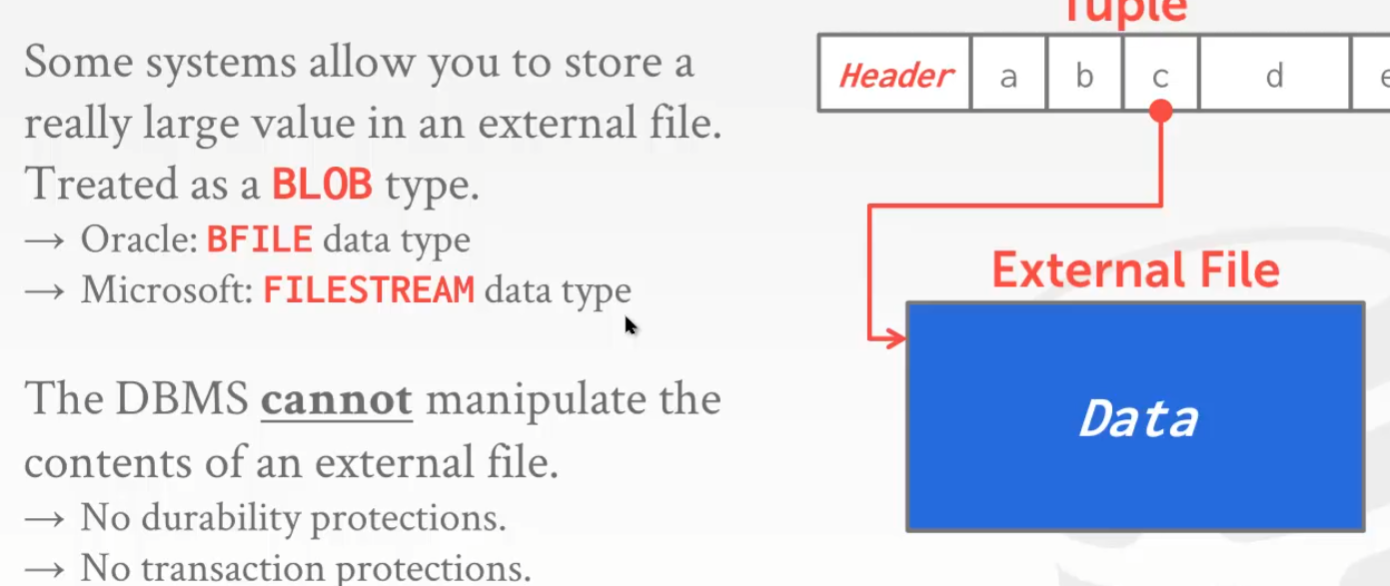 Some systems allow you to store a
really large value in an external file.
Treated as a BLOB type.
→ Oracle: BFILE data type
→ Microsoft: FILESTREAM data type
The DBMS cannot manipulate the
contents of an external file.
→ No durability protections.
→ No transaction protections.
Tuple
Header a b c d e
External File
Data